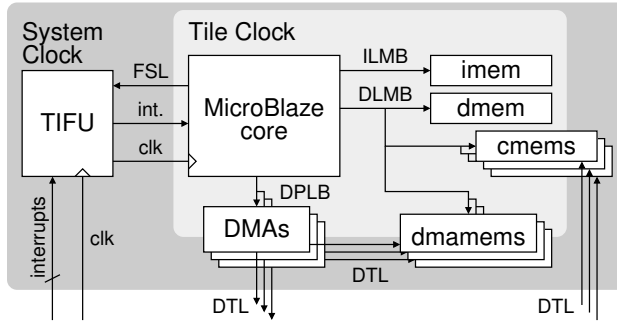 System
Clock
Tile Clock
FSL
ILMB
imem
TIFU
int.
MicroBlaze
core
DLMB
dmem
clk
cmems
DPLB
interrupts
clk
DMAs
dmamems
DTL
DTL
DTL